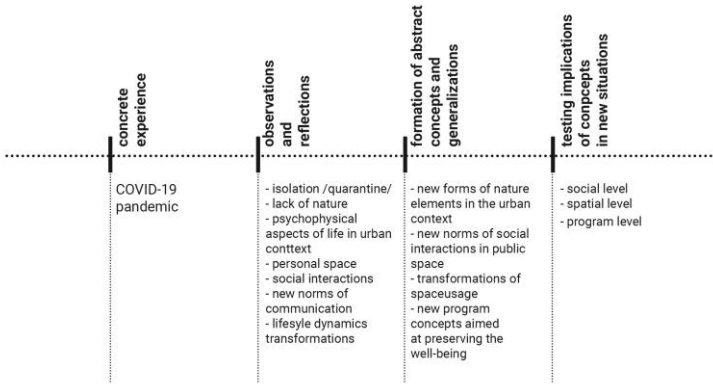 concrete
experience
observations
and
reflections
formation of abstract
concepts and
generalizations
testing implications
of conpcepts
in new situations
COVID-19
pandemic
- isolation /quarantine/
- lack of nature
- psychophysical
aspects of life in urban
conttext
- personal space
- social interactions
- new norms of
communication
- lifesyle dynamics
transformations
- new forms of nature
elements in the urban
context
- new norms of social
interactions in public
space
- transformations of
spaceusage
- new program
concepts aimed
at preserving the
well-being
- social level
- spatial level
- program level